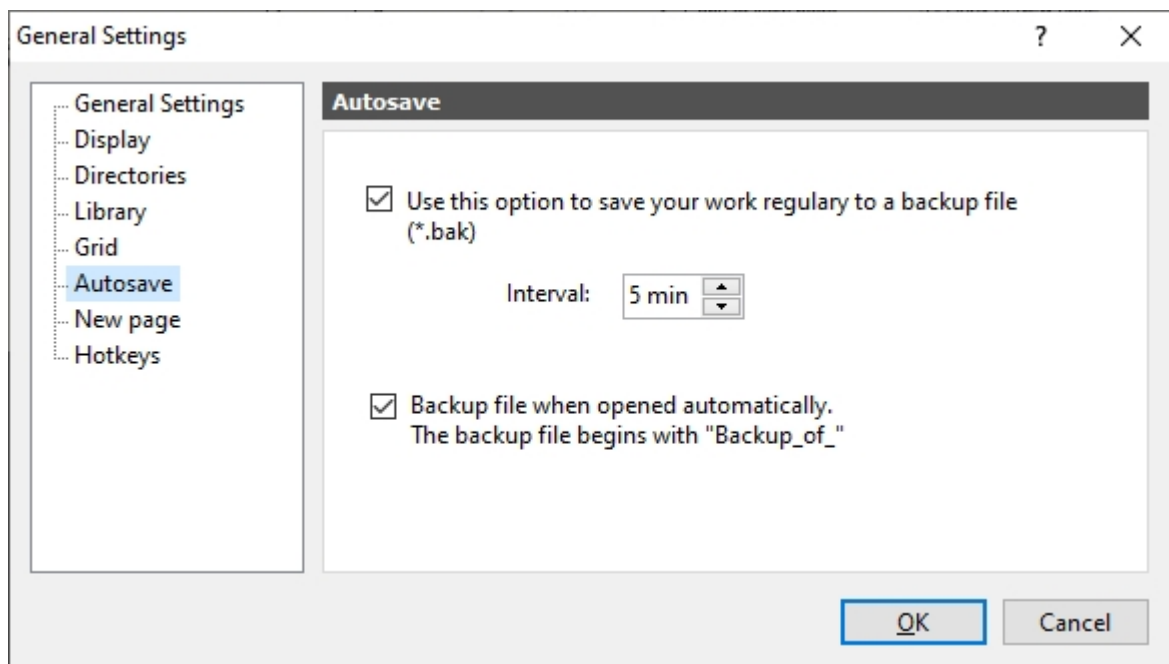 General Settings
?
General Settings
Display
Directories
Library
Grid
Autosave
New page
Hotkeys
Autosave
Use this option to save your work regulary to a backup file
(*.bak)
Interval:
5 min
Backup file when opened automatically.
The backup file begins with "Backup_of_"
OK
Cancel